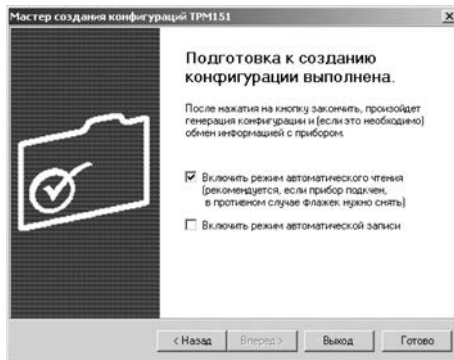 Мастер создания конфигураций ТРМ151
Подготовка к созданию
конфигурации выполнена.
После нажатия на кнопку закончить, произойдет
генерация конфигурации и (если это необходимо)
обмен информацией с прибором.
Включить режим автоматического чтения
(рекомендуется, если прибор подкчен,
в противном случае флажек нужно снять)
Включить режим автоматической записи
< Назад
Вперед >
Выход
Готово